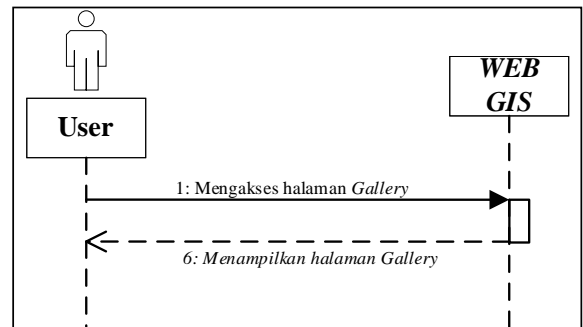 WEB
GIS
User
1: Mengakses halaman Gallery
6: Menampilkan halaman Gallery